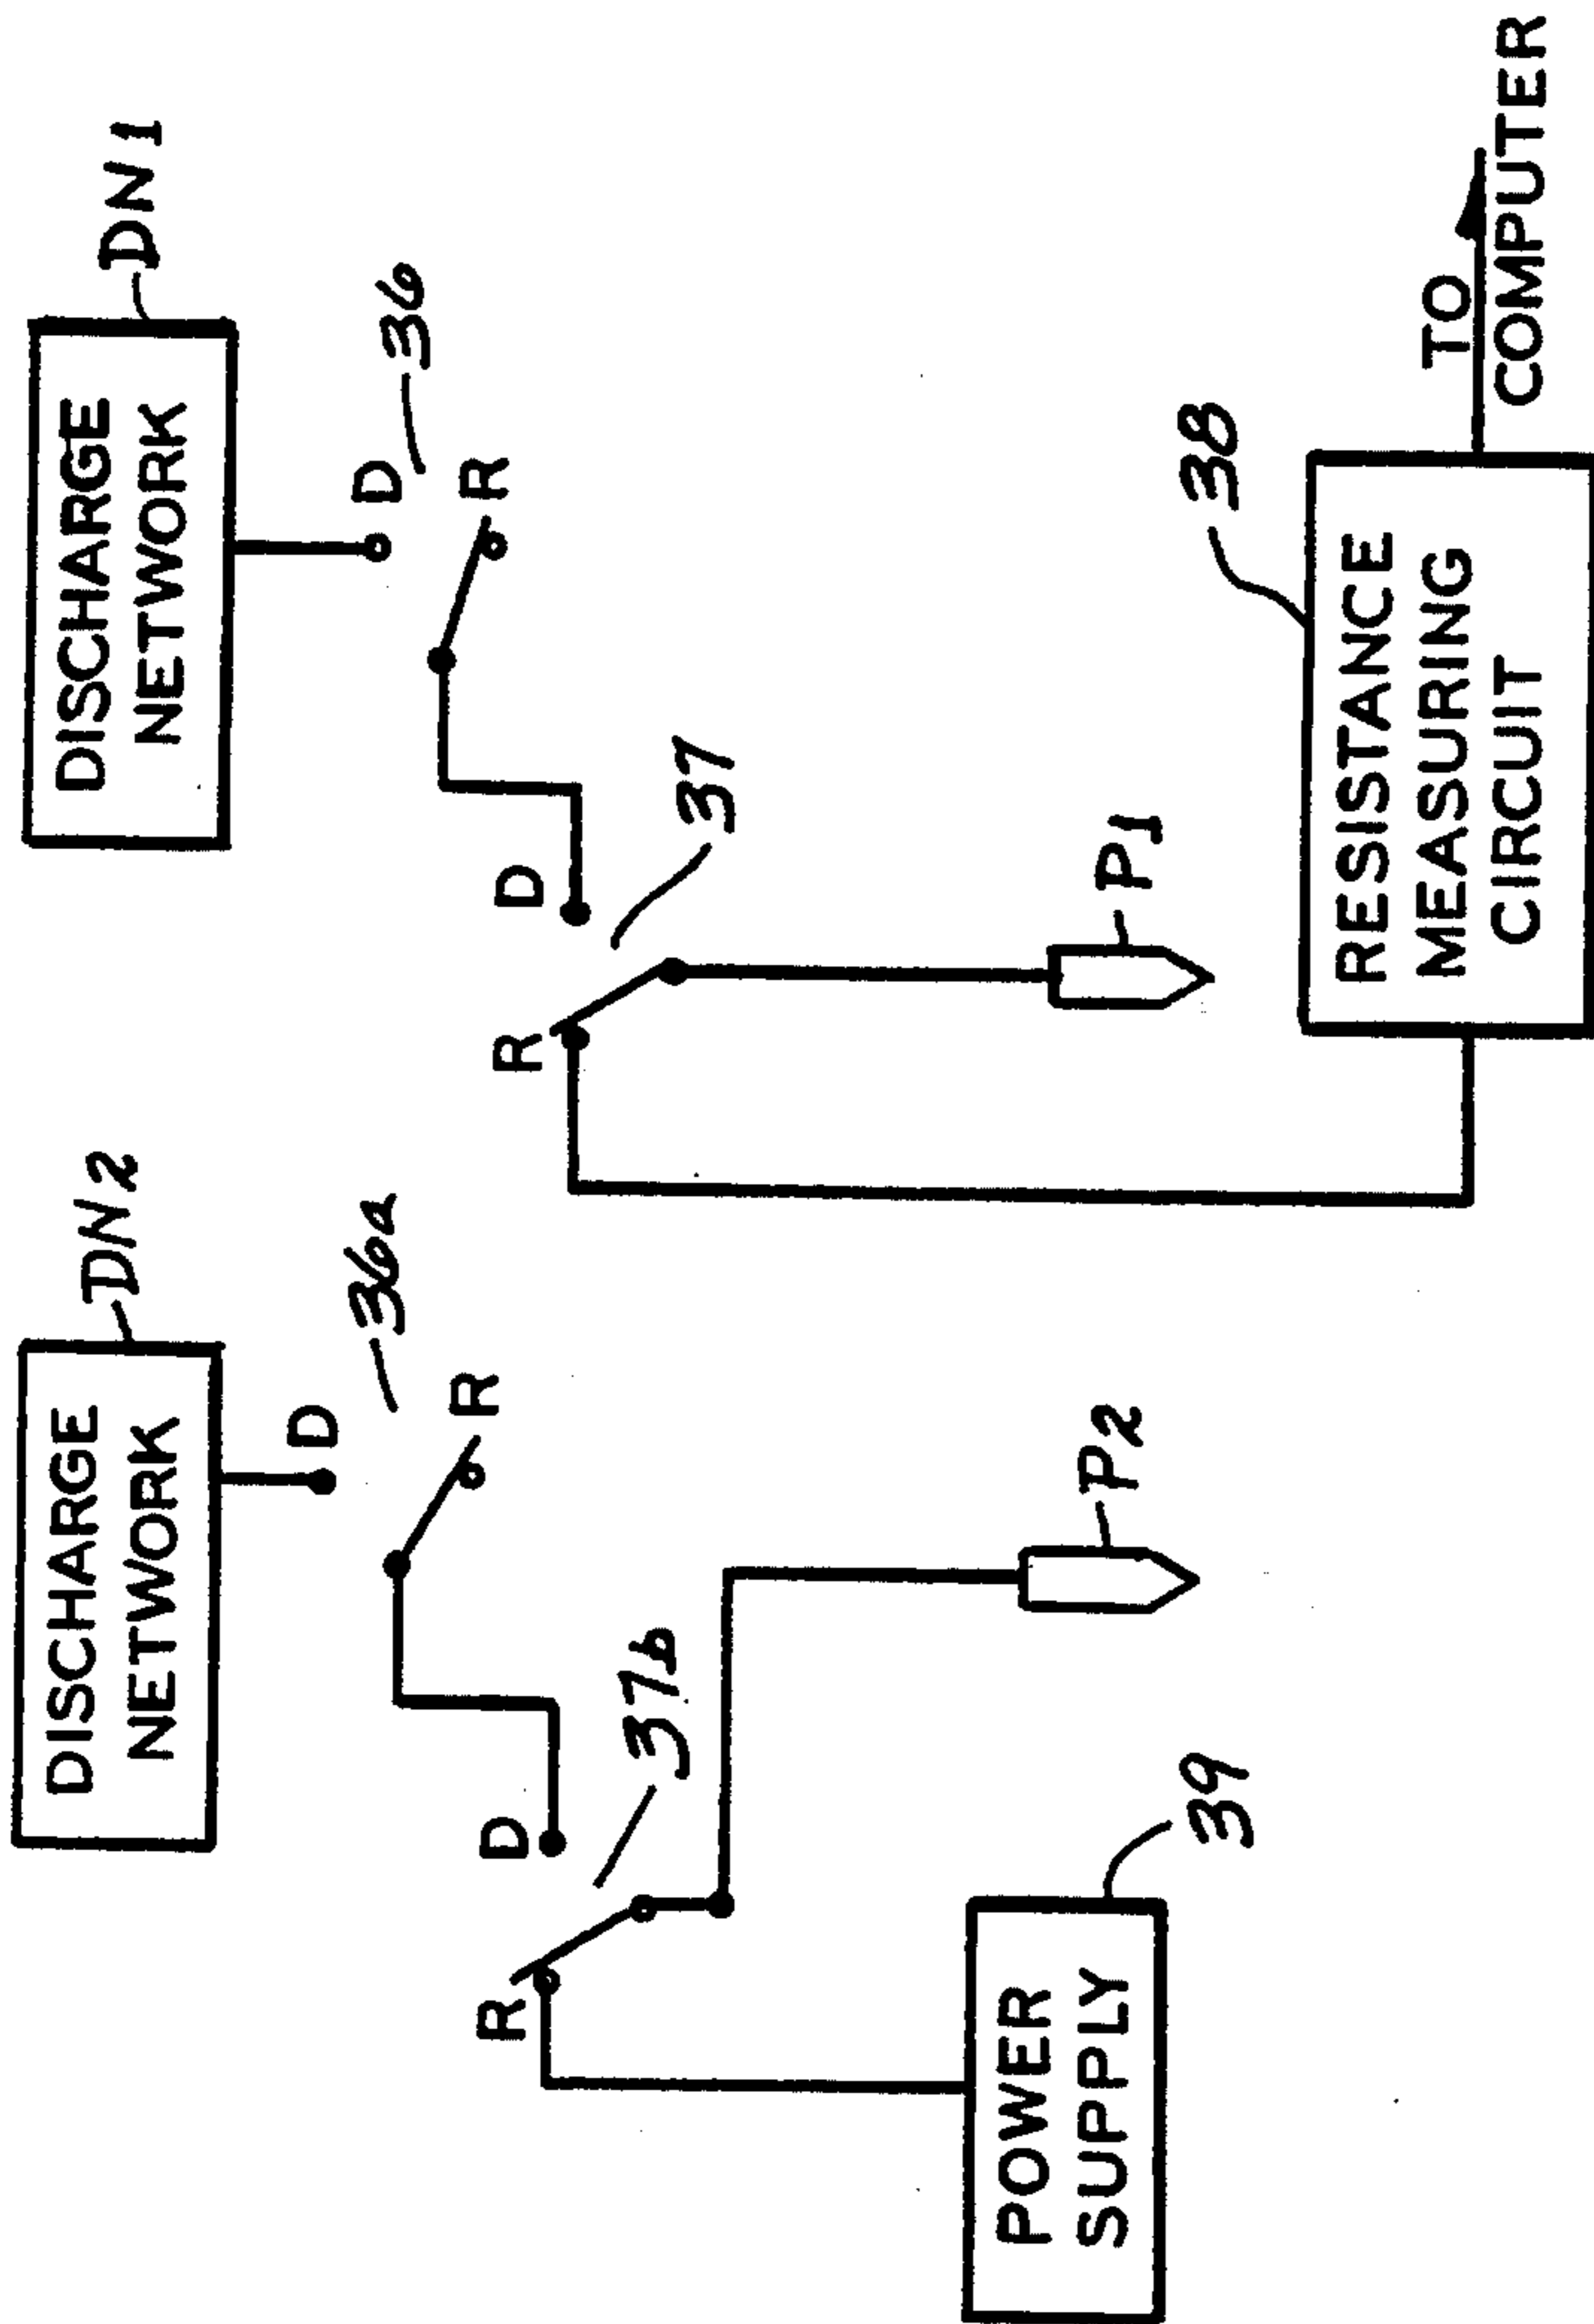 DISCHARGE
NETWORK
DN2
D
36a
R
D
R
37b
P2
POWER
SUPPLY
39
DISCHARGE
NETWORK
DN1
D
36
R
D
R
37
P1
38
RESISTANCE
MEASURING
CIRCUIT
TO
COMPUTER